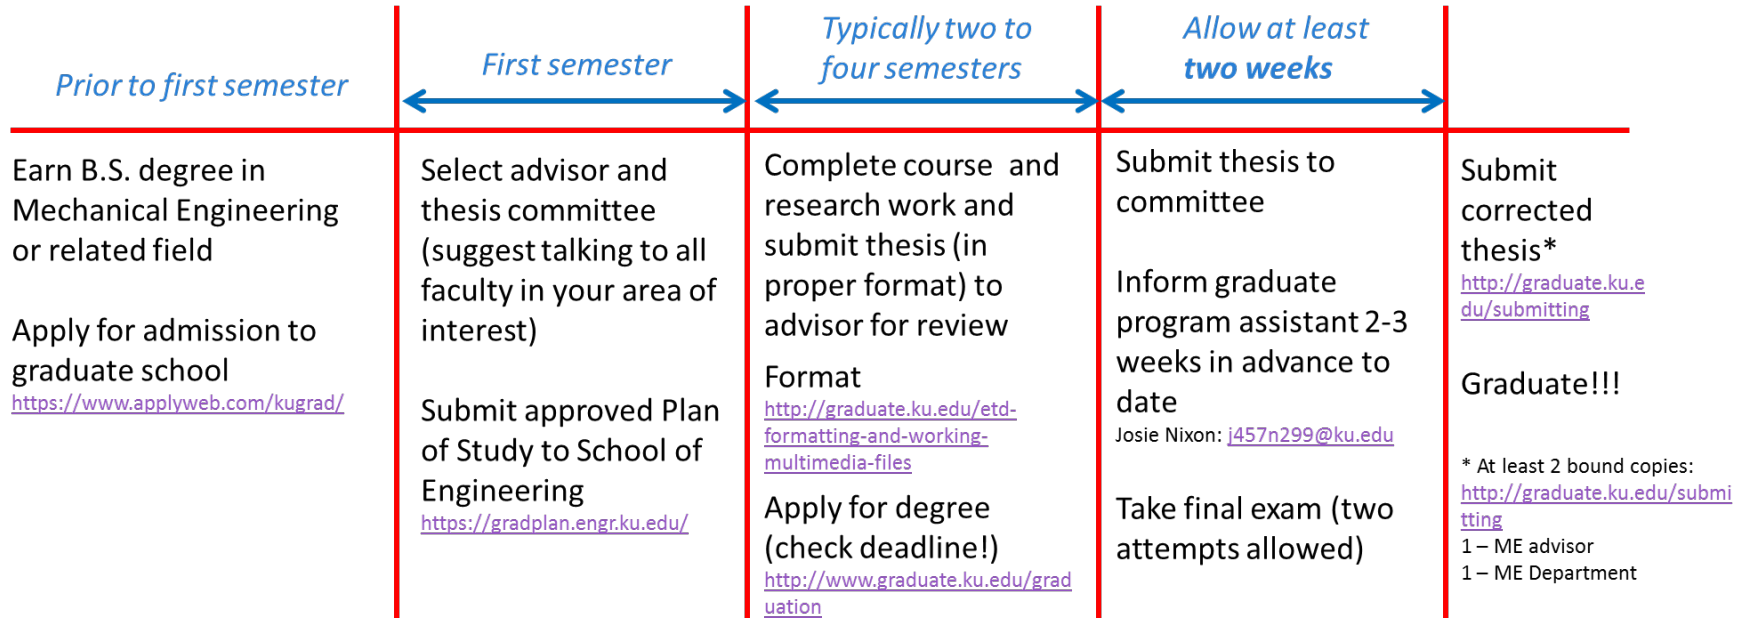 Prior to first semester
First semester
Typically two to
four semesters
Allow at least
two weeks
Earn B.S. degree in
Mechanical Engineering
or related field
Apply for admission to
graduate school
https://www.applyweb.com/kugrad/
Select advisor and
thesis committee
(suggest talking to all
faculty in your area of
interest)
Submit approved Plan
of Study to School of
Engineering
https://gradplan.engr.ku.edu/
Complete course and
research work and
submit thesis (in
proper format) to
advisor for review
Format
http://graduate.ku.edu/etd-
formatting-and-working-
multimedia-files
Apply for degree
(check deadline!)
http://www.graduate.ku.edu/grad
uation
Submit thesis to
committee
Inform graduate
program assistant 2-3
weeks in advance to
date
Josie Nixon: j457n299@ku.edu
Take final exam (two
attempts allowed)
Submit
corrected
thesis*
http://graduate.ku.e
du/submitting
Graduate!!!
* At least 2 bound copies:
http://graduate.ku.edu/submi
tting
1 – ME advisor
1 – ME Department